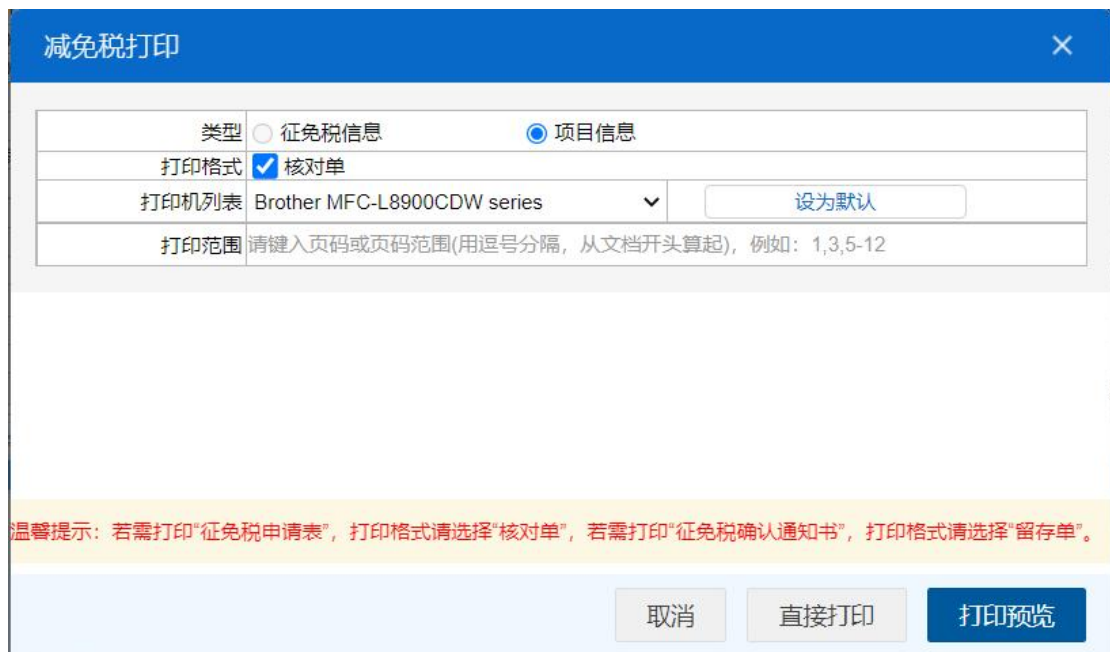 减免税打印
类型 征免税信息 项目信息
打印格式 核对单
打印机列表 Brother MFC-L8900CDW series 设为默认
打印范围 请键入页码或页码范围(用逗号分隔，从文档开头算起)，例如：1,3,5-12
温馨提示：若需打印“征免税申请表”，打印格式请选择“核对单”，若需打印“征免税确认通知书”，打印格式请选择“留存单”。
取消 直接打印 打印预览